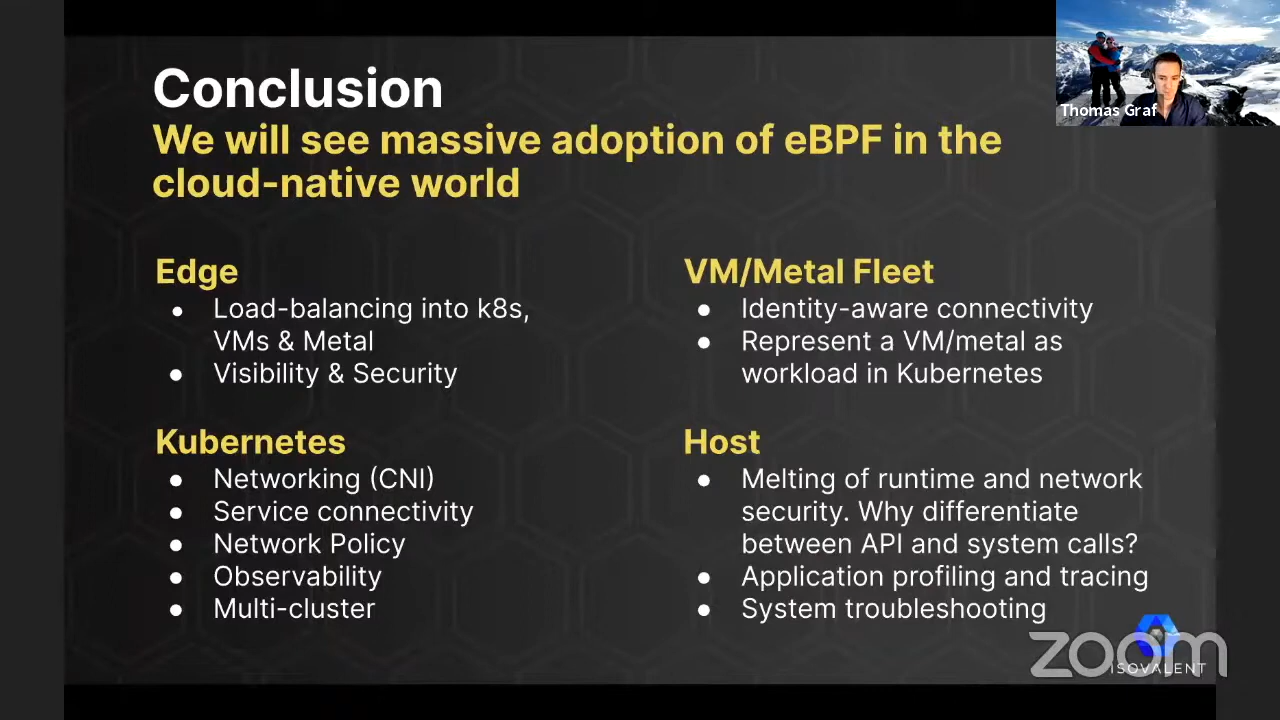 Conclusion
We will see massive adoption of eBPF in the
cloud-native world
Edge
● Load-balancing into k8s,
VMs & Metal
● Visibility & Security
Kubernetes
● Networking (CNI)
● Service connectivity
● Network Policy
● Observability
● Multi-cluster
VM/Metal Fleet
● Identity-aware connectivity
● Represent a VM/metal as
workload in Kubernetes
Host
● Melting of runtime and network
security. Why differentiate
between API and system calls?
● Application profiling and tracing
● System troubleshooting
Thomas Graf
zoom
ISOVALENT